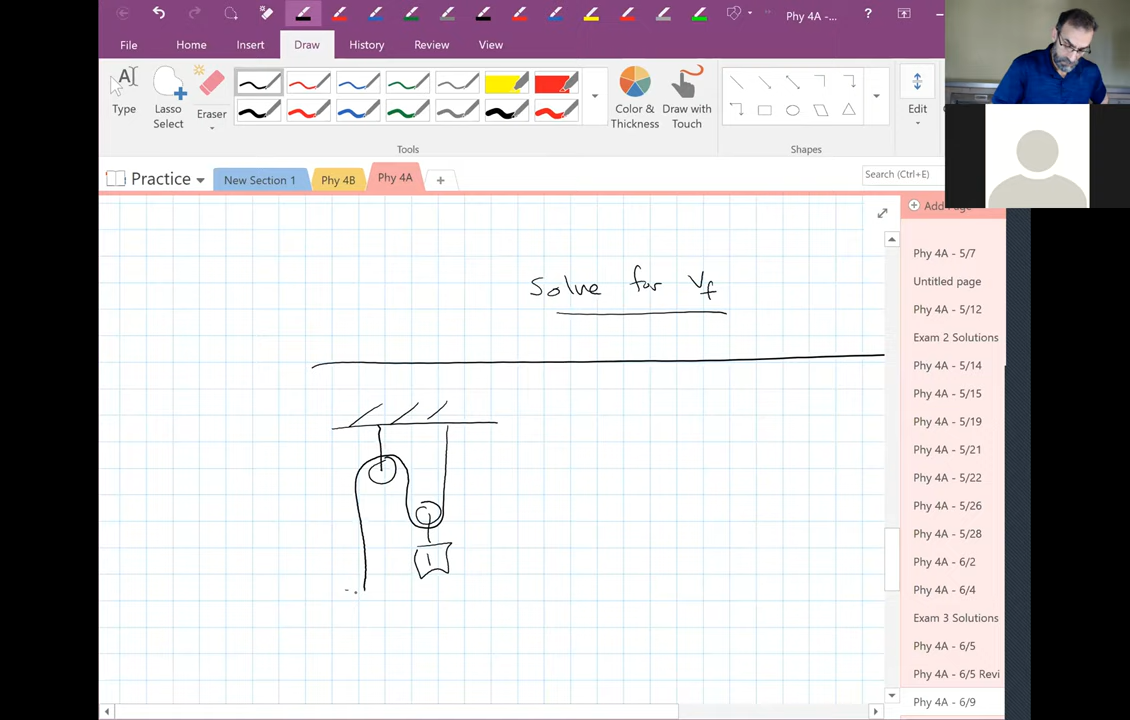 Phy 4A -...
?
File
Home
Insert
Draw
History
Review
View
Type
Lasso
Select
Eraser
Color &
Thickness
Draw with
Touch
Edit
Tools
Shapes
Practice
New Section 1
Phy 4B
Phy 4A
+
Search (Ctrl+E)
Add Page
Phy 4A - 5/7
Untitled page
Phy 4A - 5/12
Exam 2 Solutions
Phy 4A - 5/14
Phy 4A - 5/15
Phy 4A - 5/19
Phy 4A - 5/21
Phy 4A - 5/22
Phy 4A - 5/26
Phy 4A - 5/28
Phy 4A - 6/2
Phy 4A - 6/4
Exam 3 Solutions
Phy 4A - 6/5
Phy 4A - 6/5 Revi
Phy 4A - 6/9
Solve for Vf
1